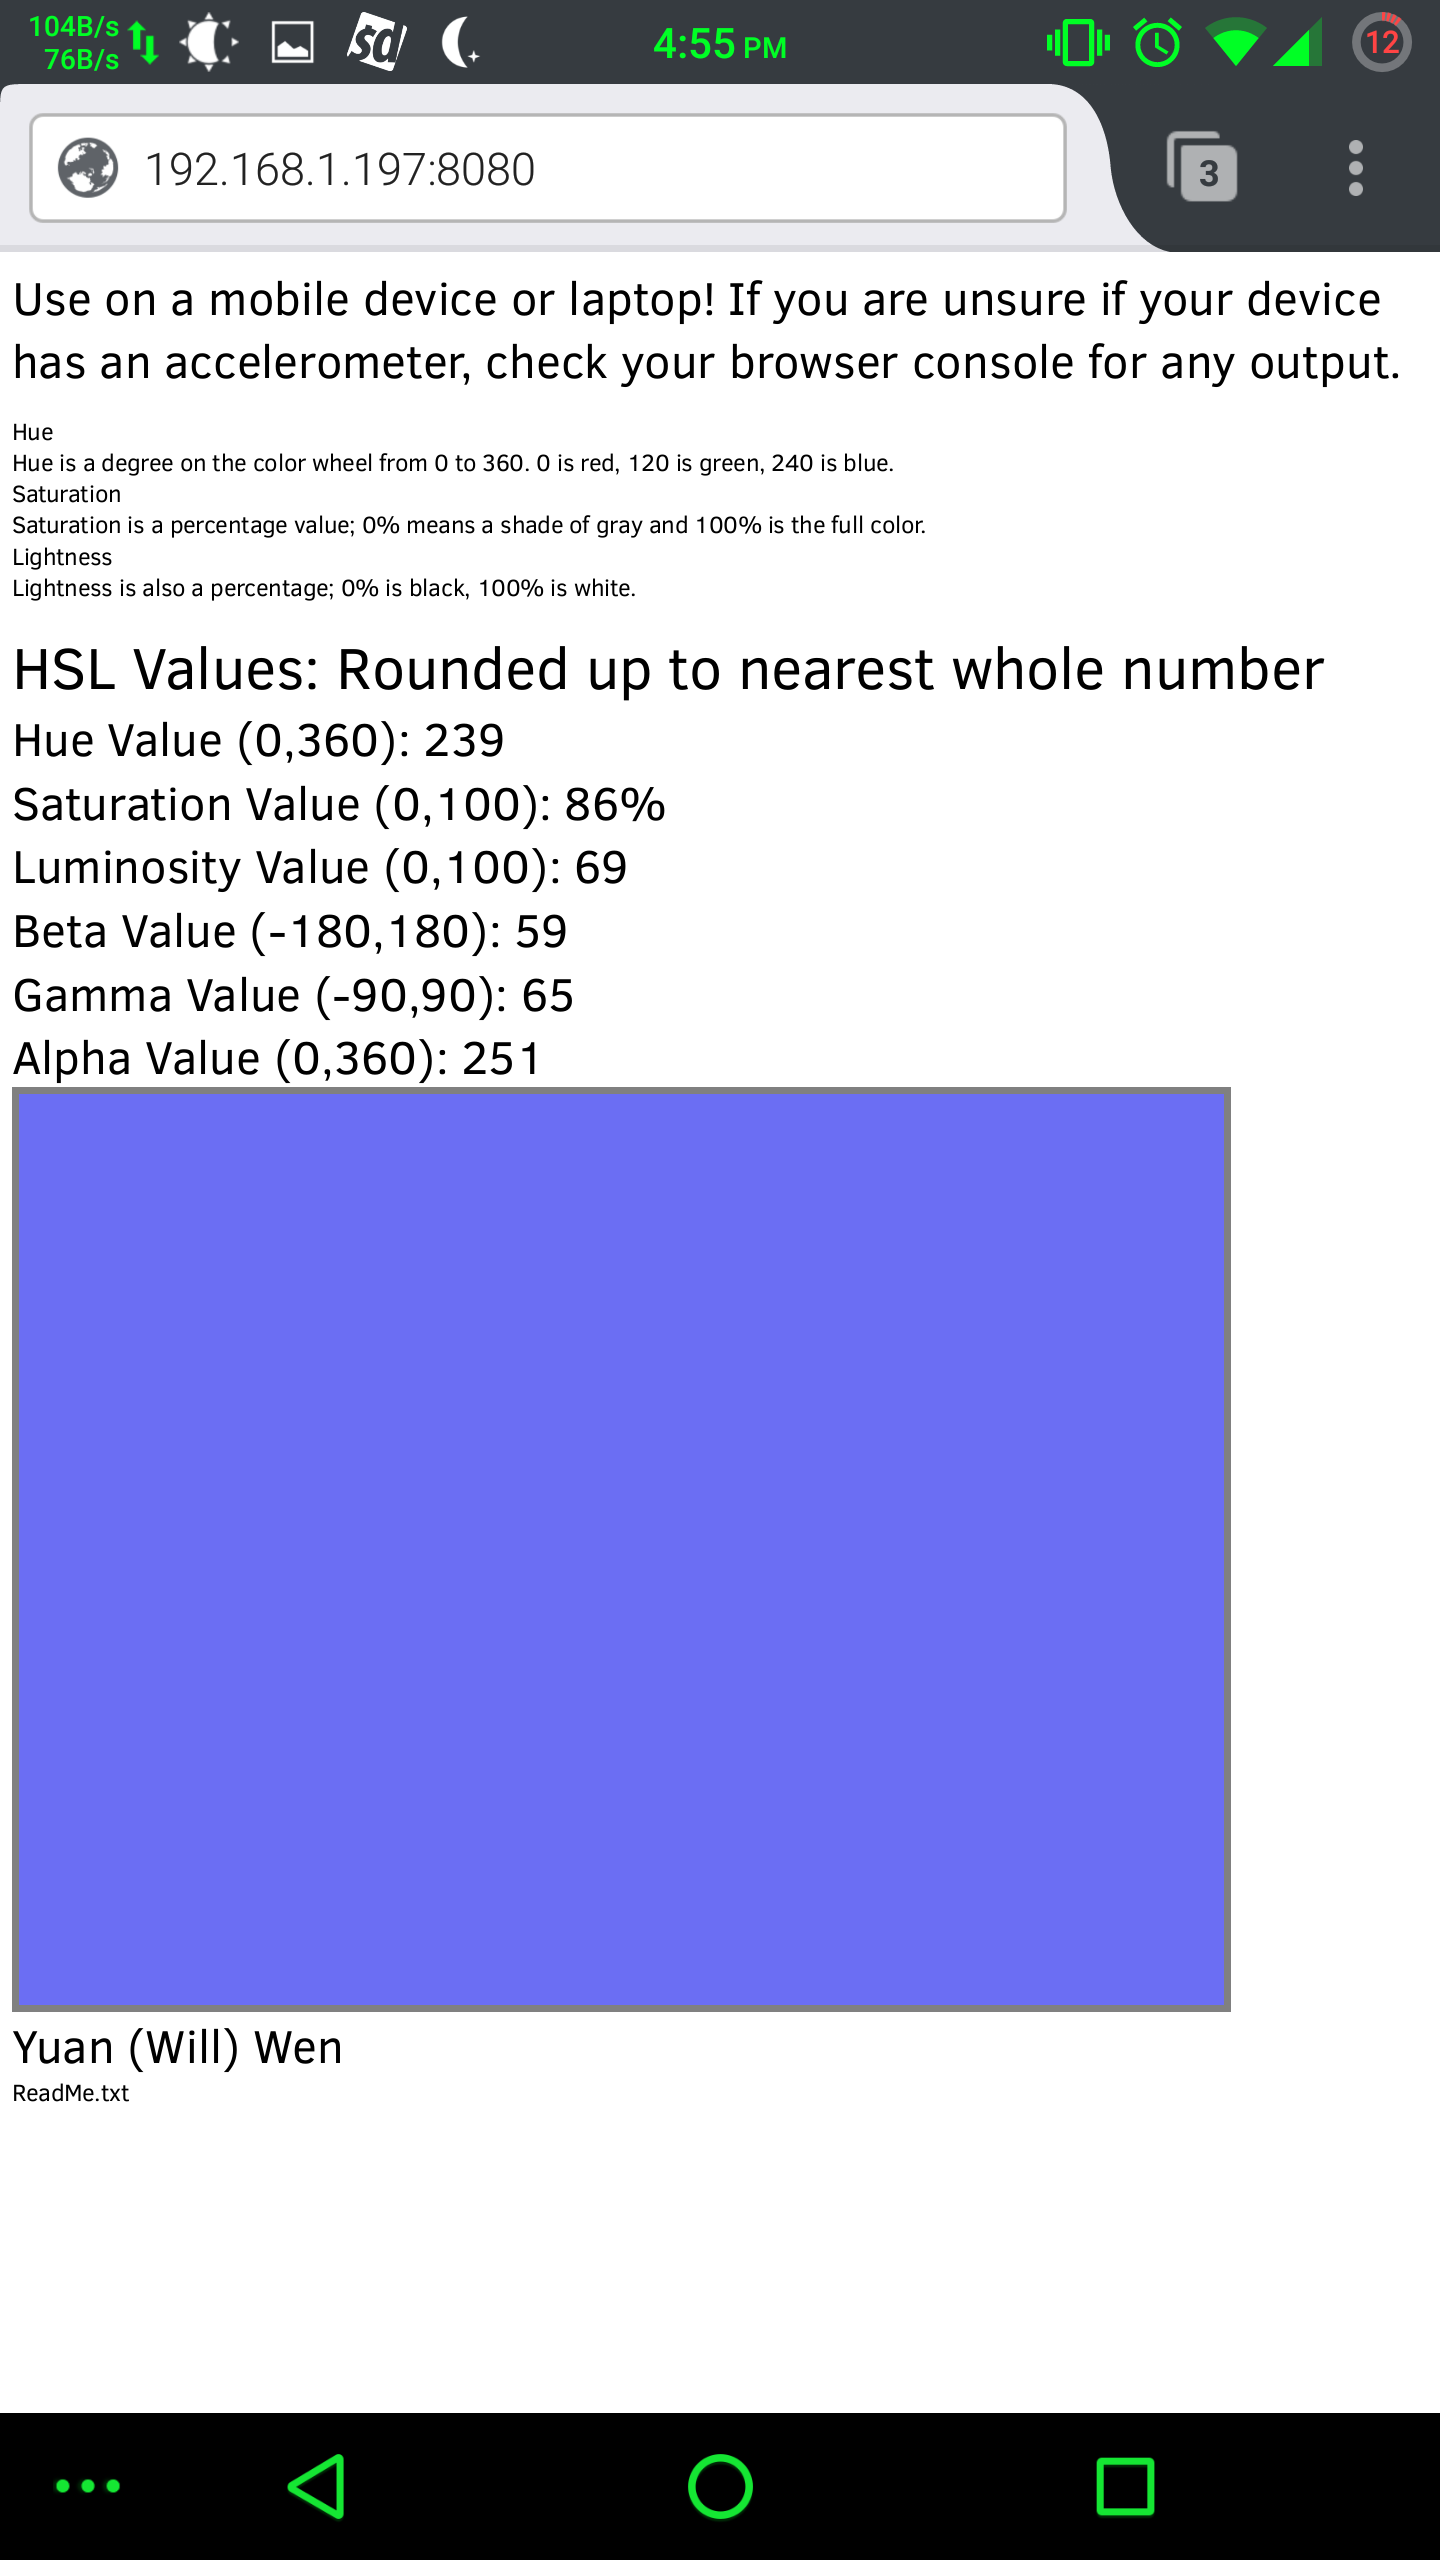 104B/s
76B/s
4:55 PM
12
192.168.1.197:8080
3
Use on a mobile device or laptop! If you are unsure if your device
has an accelerometer, check your browser console for any output.
Hue
Hue is a degree on the color wheel from 0 to 360. 0 is red, 120 is green, 240 is blue.
Saturation
Saturation is a percentage value; 0% means a shade of gray and 100% is the full color.
Lightness
Lightness is also a percentage; 0% is black, 100% is white.
HSL Values: Rounded up to nearest whole number
Hue Value (0,360): 239
Saturation Value (0,100): 86%
Luminosity Value (0,100): 69
Beta Value (-180,180): 59
Gamma Value (-90,90): 65
Alpha Value (0,360): 251
Yuan (Will) Wen
ReadMe.txt